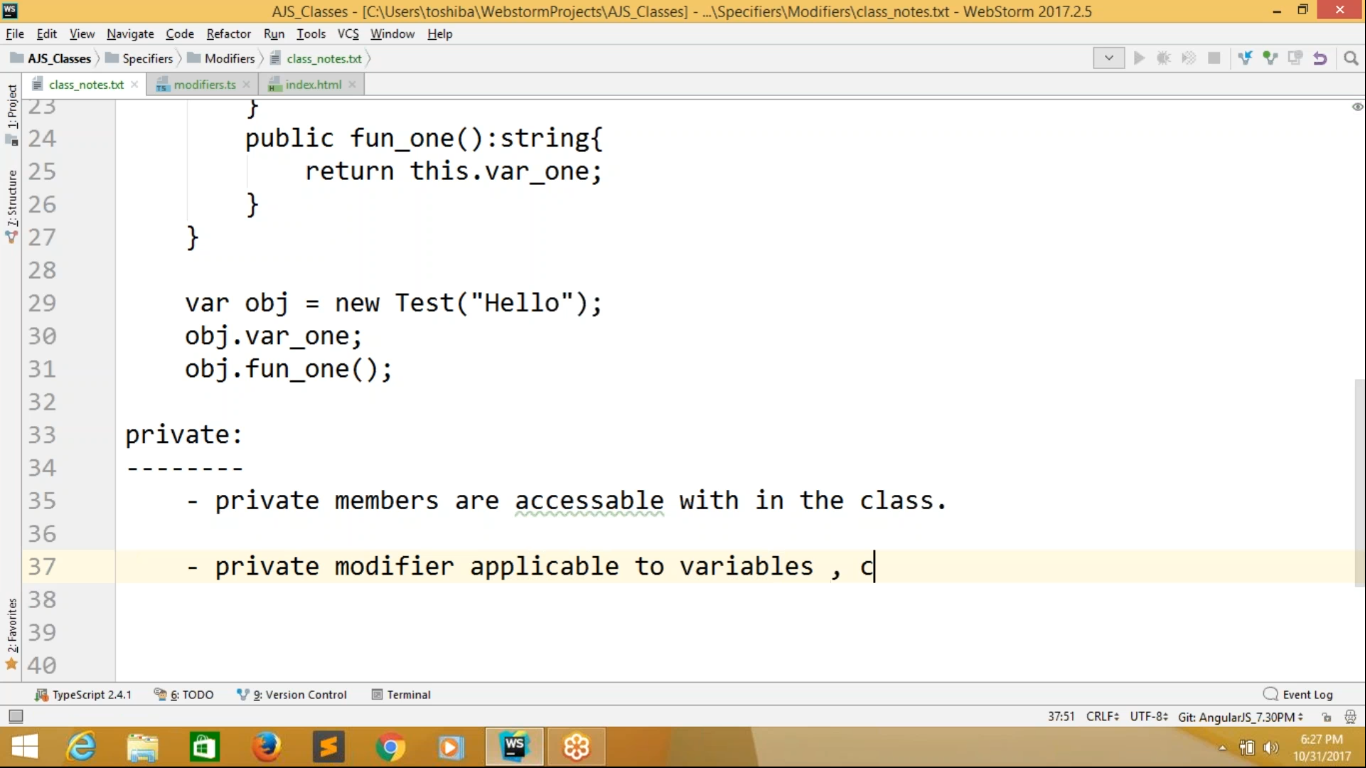 WS AJS_Classes - [C:\Users\toshiba\WebstormProjects\AJS_Classes] - ...\Specifiers\Modifiers\class_notes.txt - WebStorm 2017.2.5
File Edit View Navigate Code Refactor Run Tools VCS Window Help
AJS_Classes Specifiers Modifiers class_notes.txt
class_notes.txt modifiers.ts index.html
1: Project
7: Structure
2: Favorites
23 }
24 public fun_one():string{
25 return this.var_one;
26 }
27 }
28
29 var obj = new Test("Hello");
30 obj.var_one;
31 obj.fun_one();
32
33 private:
34 --------
35 - private members are accessable with in the class.
36
37 - private modifier applicable to variables , c
38
39
40
TypeScript 2.4.1 6: TODO 9: Version Control Terminal Event Log
37:51 CRLF UTF-8 Git: AngularJS_7.30PM
WS 6:27 PM
10/31/2017